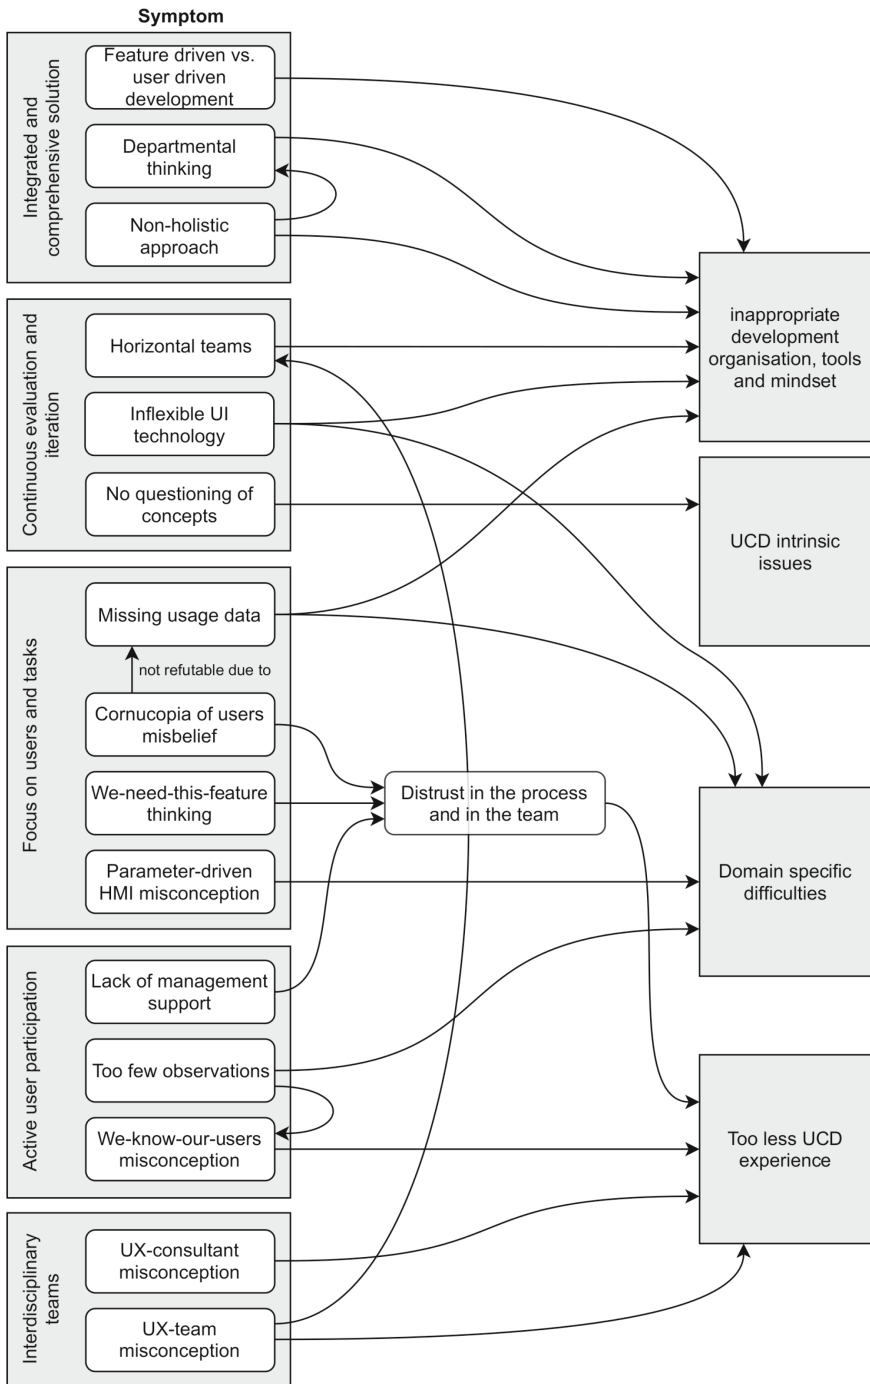 Symptom
Integrated and
comprehensive solution
Feature driven vs.
user driven
development
Departmental
thinking
Non-holistic
approach
Continuous evaluation and
iteration
Horizontal teams
Inflexible UI
technology
No questioning of
concepts
Focus on users and tasks
Missing usage data
not refutable due to
Cornucopia of users
misbelief
We-need-this-feature
thinking
Parameter-driven
HMI misconception
Active user participation
Lack of management
support
Too few observations
We-know-our-users
misconception
Interdisciplinary
teams
UX-consultant
misconception
UX-team
misconception
Distrust in the process
and in the team
inappropriate
development
organisation, tools
and mindset
UCD intrinsic
issues
Domain specific
difficulties
Too less UCD
experience